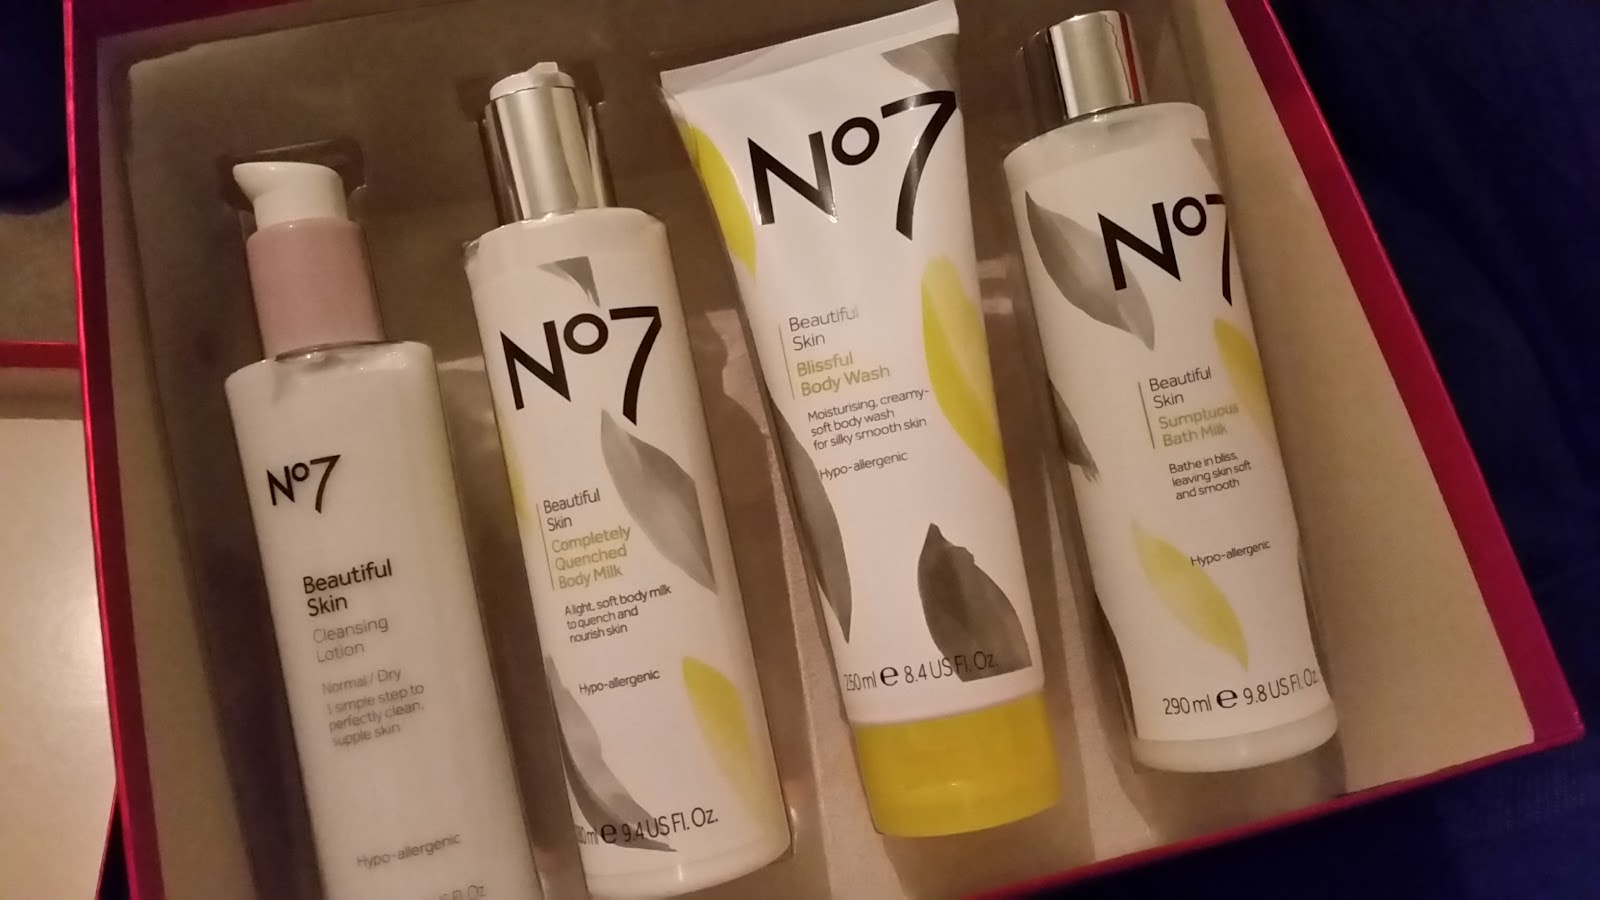 No7
Beautiful
Skin
Cleansing
Lotion
Normal / Dry
1 simple step to
perfectly clean,
supple skin
Hypo-allergenic
Oz
No7
Beautiful
Skin
Completely
Quenched
Body Milk
A light, soft body milk
to quench and
nourish skin
Hypo-allergenic
ml e 9.4 US Fl. Oz.
No7
Beautiful
Skin
Blissful
Body Wash
Moisturising, creamy-
soft body wash
for silky smooth skin
Hypo-allergenic
250 ml e 8.4 US Fl. Oz.
No7
Beautiful
Skin
Sumptuous
Bath Milk
Bathe in bliss,
leaving skin soft
and smooth
Hypo-allergenic
290 ml e 9.8 US Fl. Oz